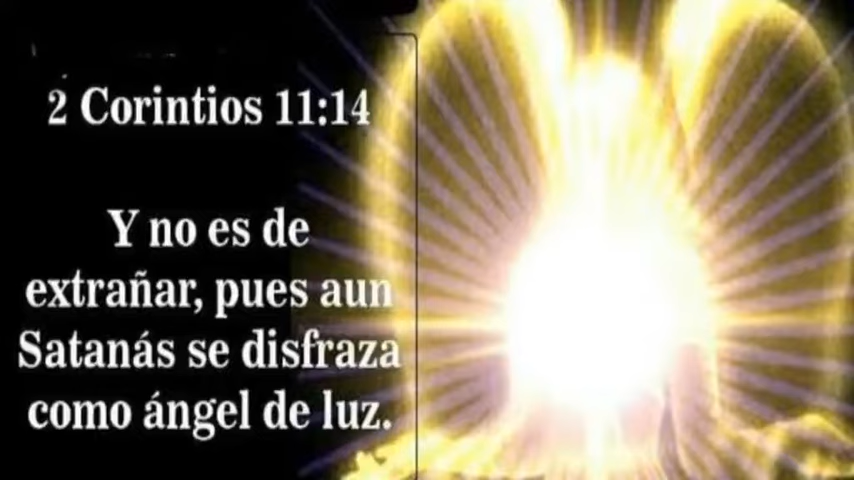 2 Corintios 11:14
Y no es de
extrañar, pues aun
Satanás se disfraza
como ángel de luz.